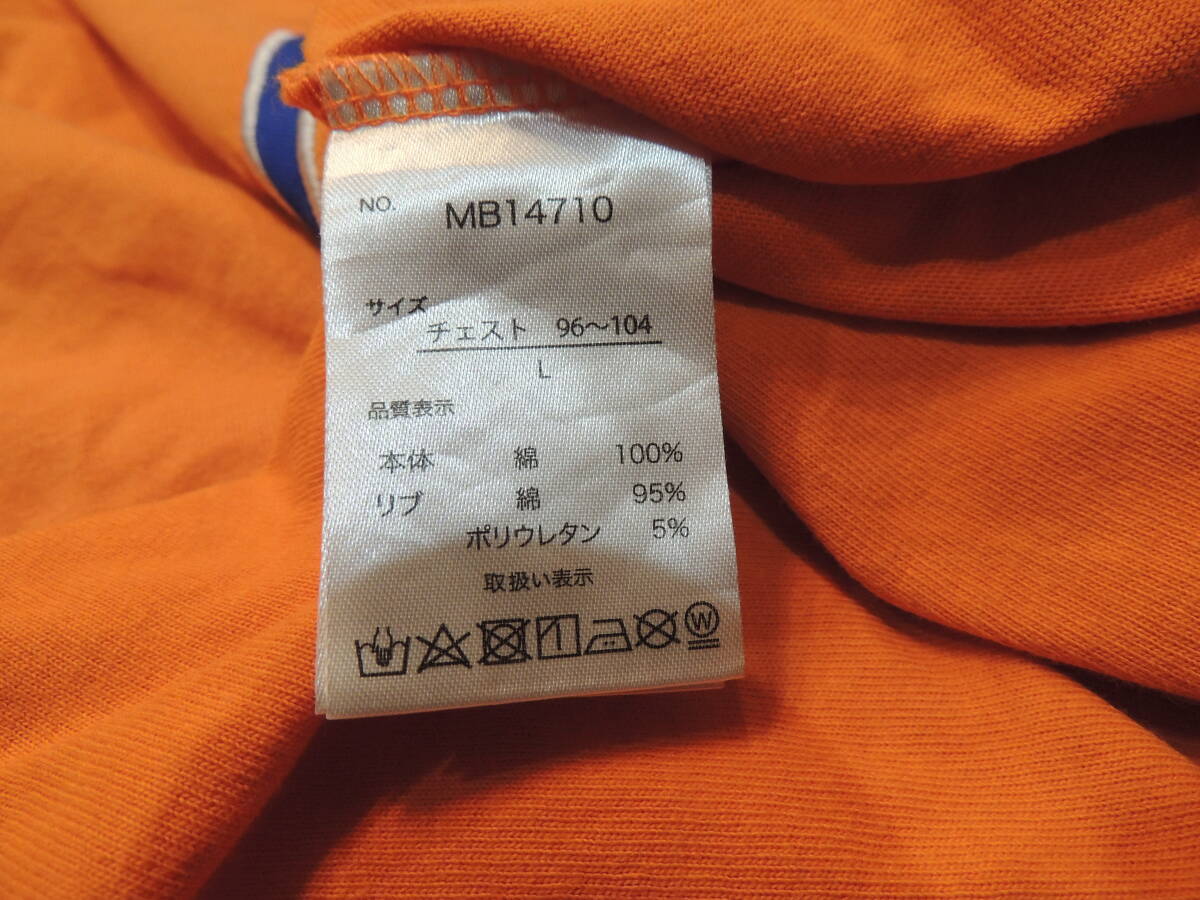 NO. MB14710
サイズ
チェスト 96～104
L
品質表示
本体 綿 100%
リブ 綿 95%
ポリウレタン 5%
取扱い表示
W